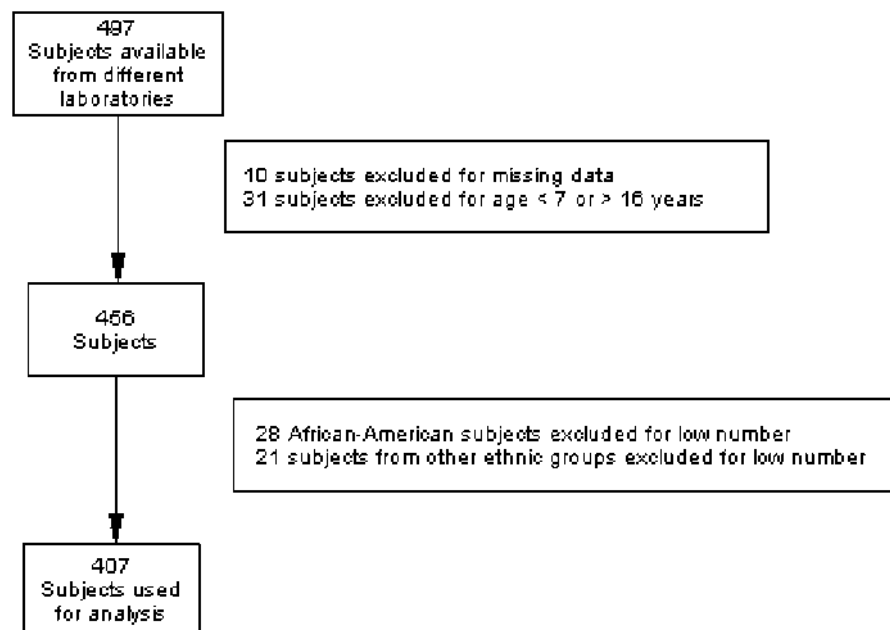 497
Subjects available
from different
laboratories
10 subjects excluded for missing data
31 subjects excluded for age < 7 or > 16 years
456
Subjects
28 African-American subjects excluded for low number
21 subjects from other ethnic groups excluded for low number
407
Subjects used
for analysis